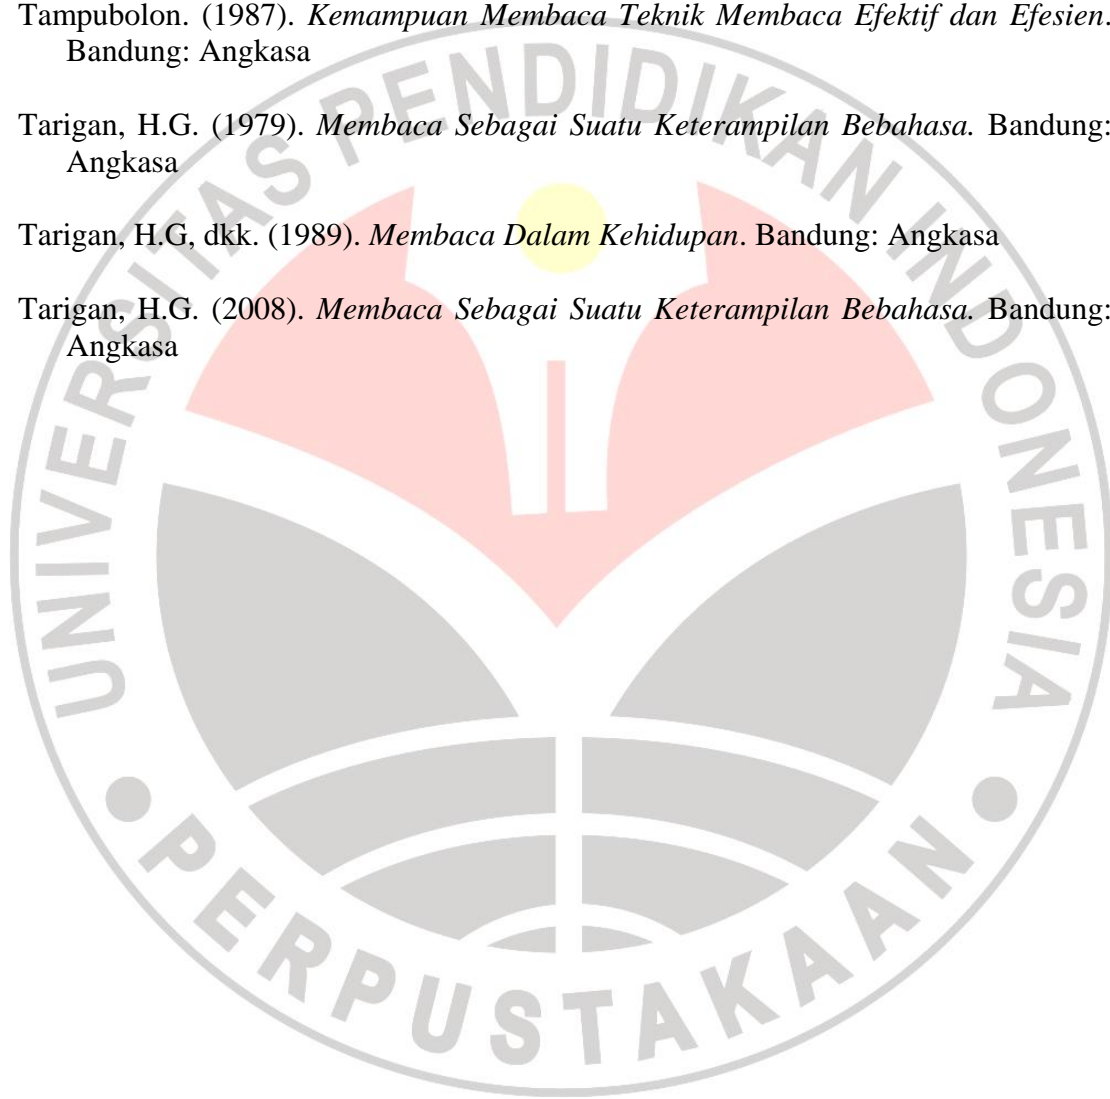 Tampubolon. (1987). Kemampuan Membaca Teknik Membaca Efektif dan Efesien.
Bandung: Angkasa
Tarigan, H.G. (1979). Membaca Sebagai Suatu Keterampilan Bebahasa. Bandung:
Angkasa
Tarigan, H.G, dkk. (1989). Membaca Dalam Kehidupan. Bandung: Angkasa
Tarigan, H.G. (2008). Membaca Sebagai Suatu Keterampilan Bebahasa. Bandung:
Angkasa
UNIVERSITAS PENDIDIKAN INDONESIA
PERPUSTAKAAN